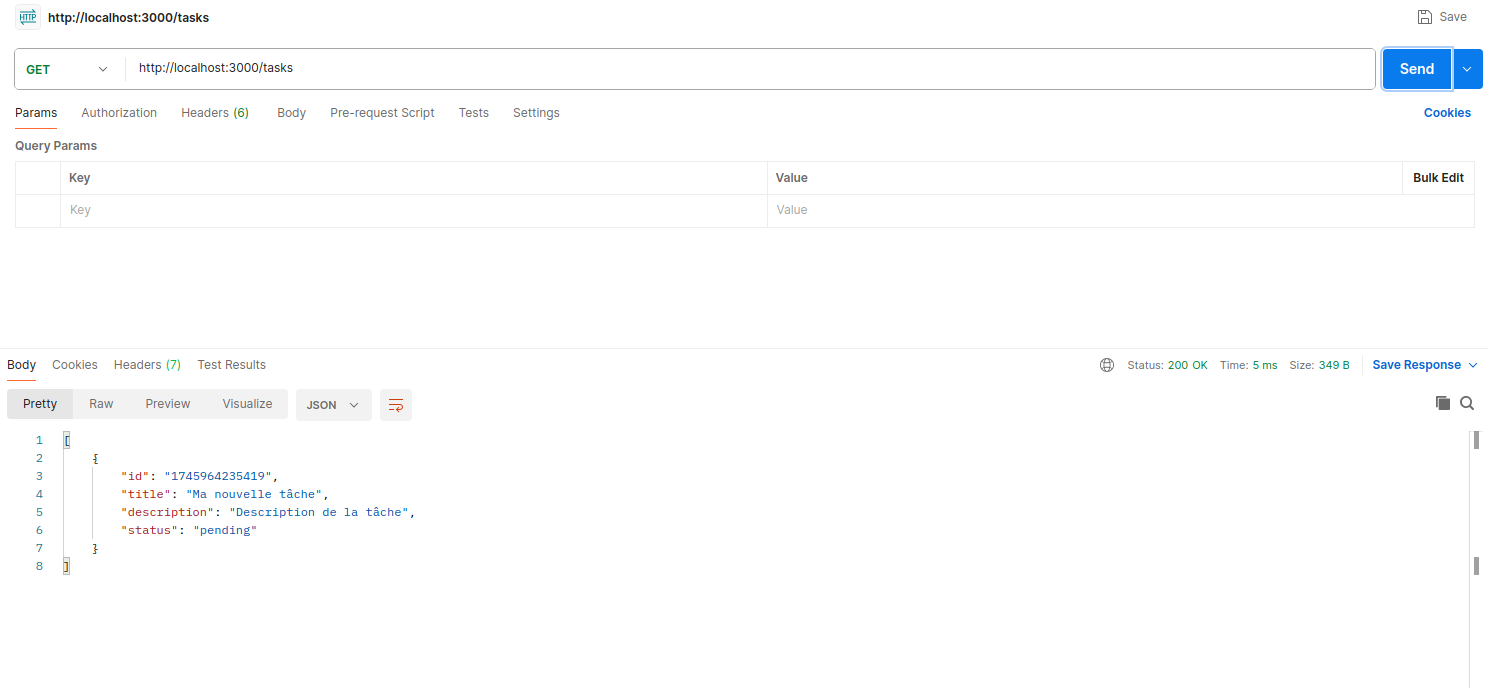 HTTP http://localhost:3000/tasks Save
GET http://localhost:3000/tasks Send
Params Authorization Headers (6) Body Pre-request Script Tests Settings Cookies
Query Params
Key Value Bulk Edit
Key Value
Body Cookies Headers (7) Test Results Status: 200 OK Time: 5 ms Size: 349 B Save Response
Pretty Raw Preview Visualize JSON
1 [
2 {
3 "id": "1745964235419",
4 "title": "Ma nouvelle tâche",
5 "description": "Description de la tâche",
6 "status": "pending"
7 }
8 ]